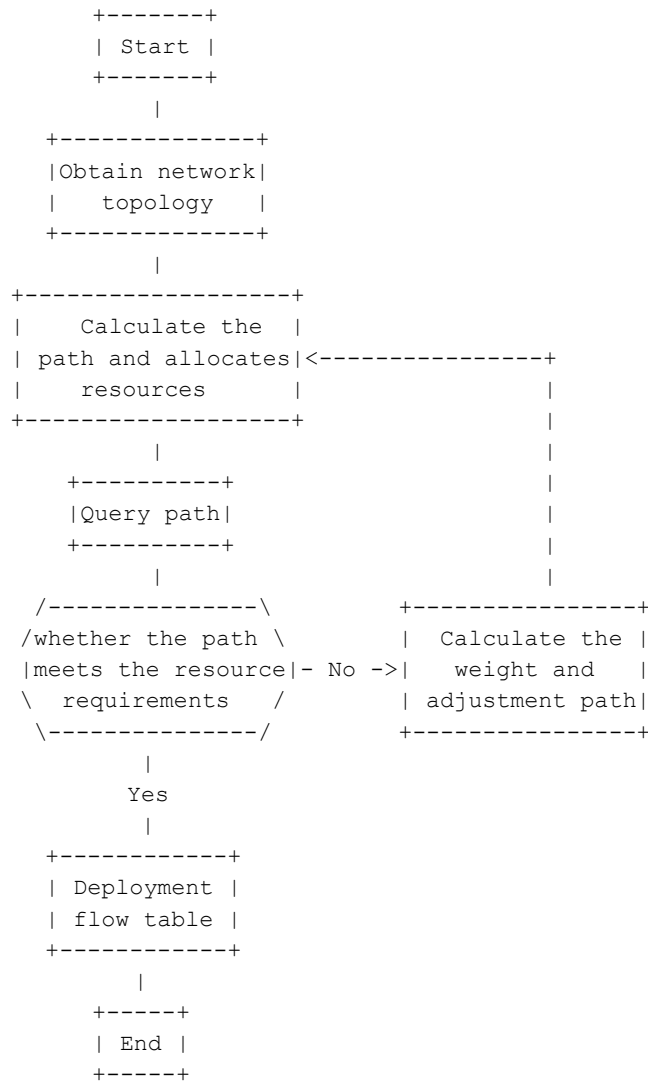 Start
Obtain network
topology
Calculate the
path and allocates
resources
Query path
whether the path
meets the resource
requirements
No
Calculate the
weight and
adjustment path
Yes
Deployment
flow table
End